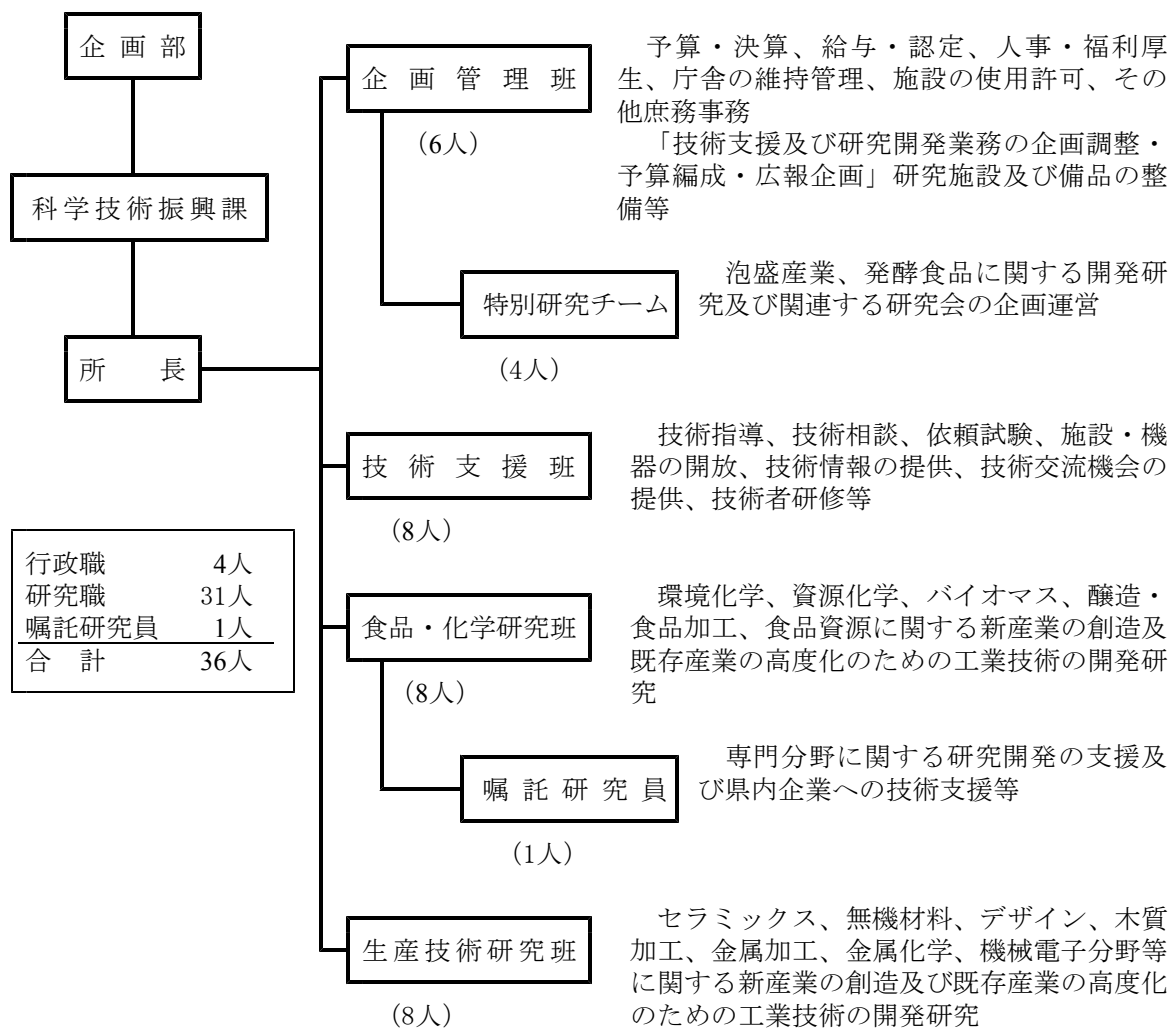 企画部
科学技術振興課
所長
行政職 4人
研究職 31人
嘱託研究員 1人
合計 36人
企画管理班
(6人)
予算・決算、給与・認定、人事・福利厚
生、庁舎の維持管理、施設の使用許可、その
他庶務事務
「技術支援及び研究開発業務の企画調整・
予算編成・広報企画」研究施設及び備品の整
備等
特別研究チーム
(4人)
泡盛産業、発酵食品に関する開発研
究及び関連する研究会の企画運営
技術支援班
(8人)
技術指導、技術相談、依頼試験、施設・機
器の開放、技術情報の提供、技術交流機会の
提供、技術者研修等
食品・化学研究班
(8人)
環境化学、資源化学、バイオマス、醸造・
食品加工、食品資源に関する新産業の創造及
既存産業の高度化のための工業技術の開発研
究
嘱託研究員
(1人)
専門分野に関する研究開発の支援及
び県内企業への技術支援等
生産技術研究班
(8人)
セラミックス、無機材料、デザイン、木質
加工、金属加工、金属化学、機械電子分野等
に関する新産業の創造及び既存産業の高度化
のための工業技術の開発研究